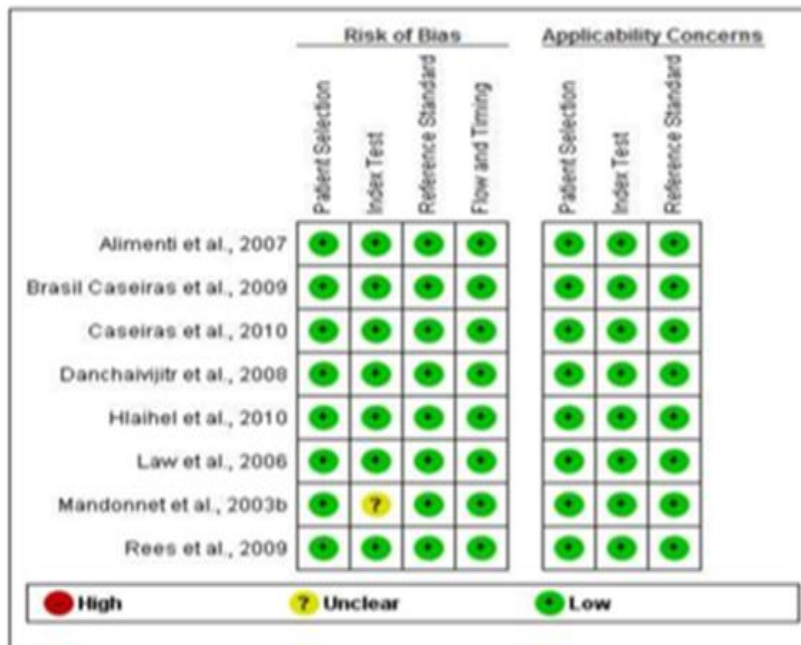 Risk of Bias
Applicability Concerns
Patient Selection
Index Test
Reference Standard
Flow and Timing
Patient Selection
Index Test
Reference Standard
Alimenti et al., 2007
Brasil Caseiras et al., 2009
Caseiras et al., 2010
Danchaivijitr et al., 2008
Hlaihel et al., 2010
Law et al., 2006
Mandonnet et al., 2003b
?
Rees et al., 2009
High
? Unclear
Low